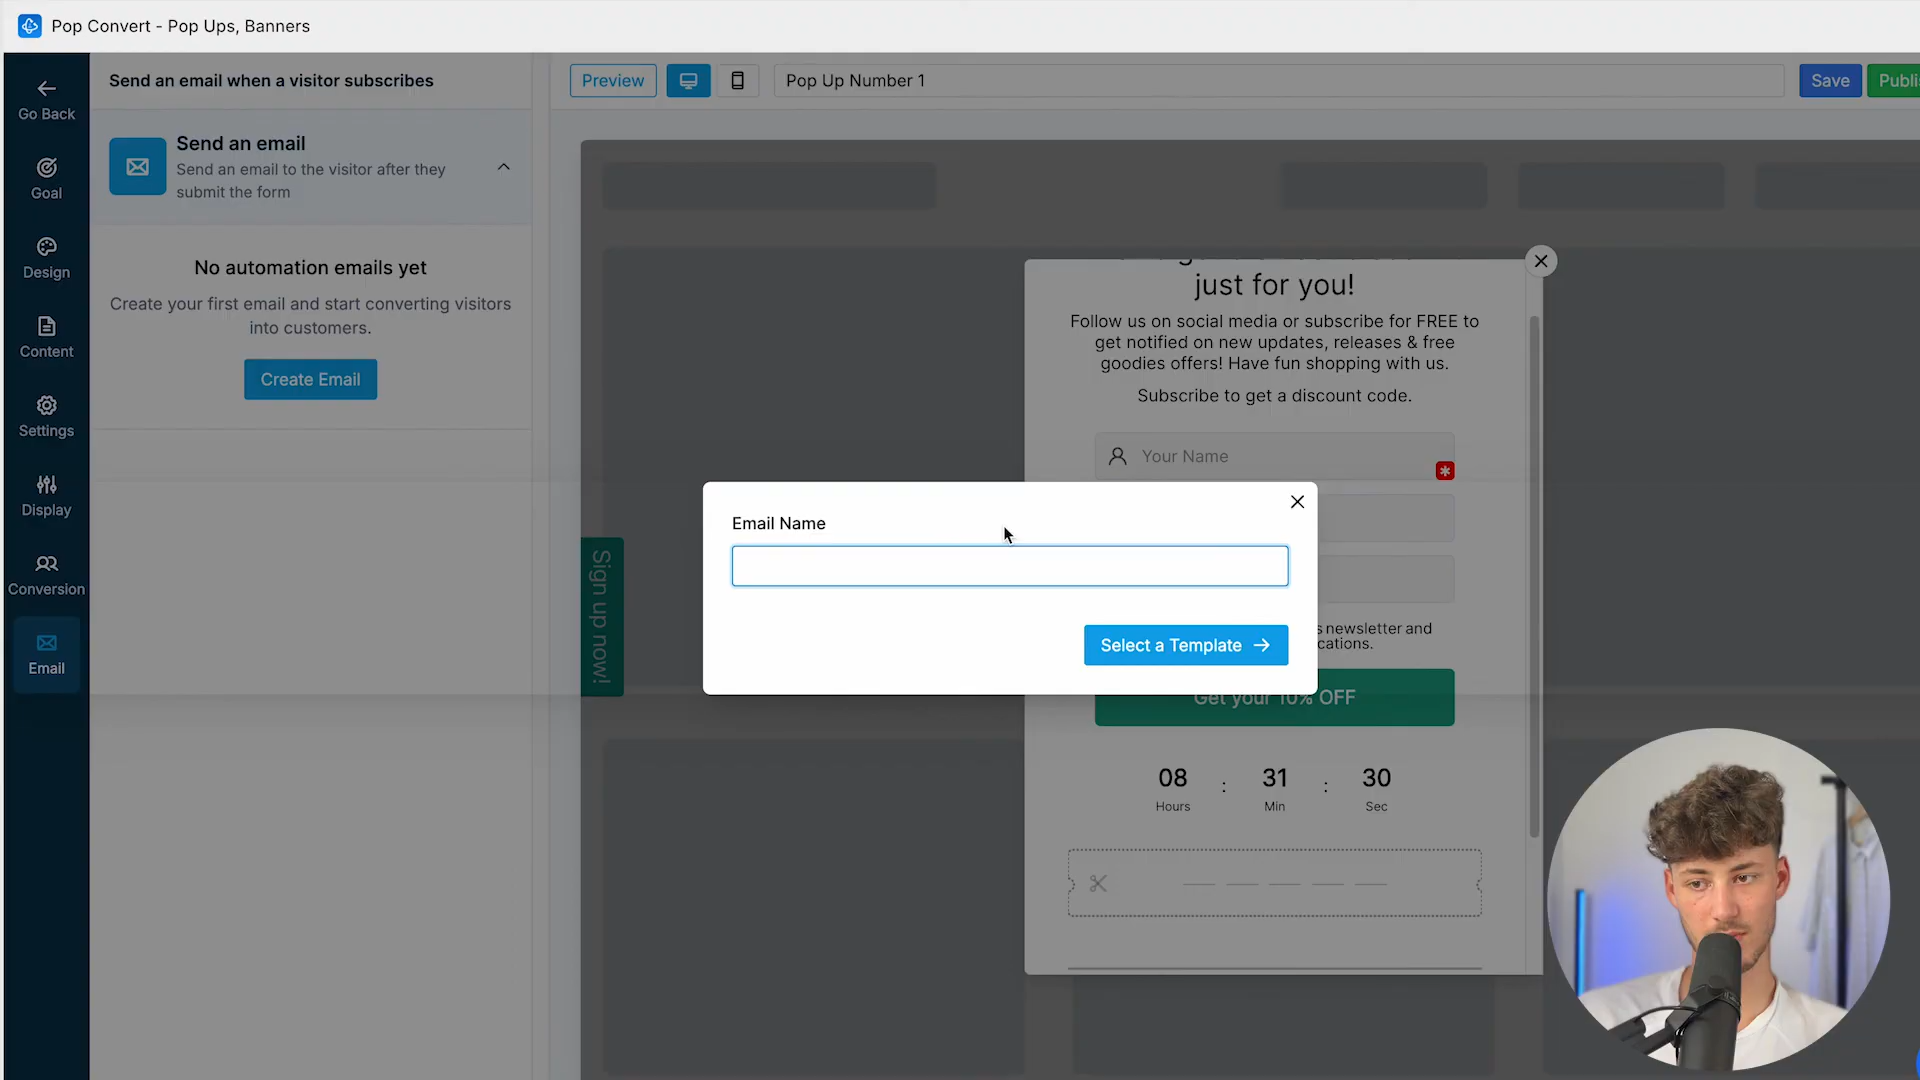 Pop Convert - Pop Ups, Banners
Go Back
Goal
Design
Content
Settings
Display
Conversion
Email
Send an email when a visitor subscribes
Send an email
Send an email to the visitor after they
submit the form
No automation emails yet
Create your first email and start converting visitors
into customers.
Create Email
Preview
Pop Up Number 1
Save
Sign up now!
just for you!
Follow us on social media or subscribe for FREE to
get notified on new updates, releases & free
goodies offers! Have fun shopping with us.
Subscribe to get a discount code.
Your Name
Email Name
Select a Template
s newsletter and
cations.
Get your 10% OFF
08 : 31 : 30
Hours Min Sec